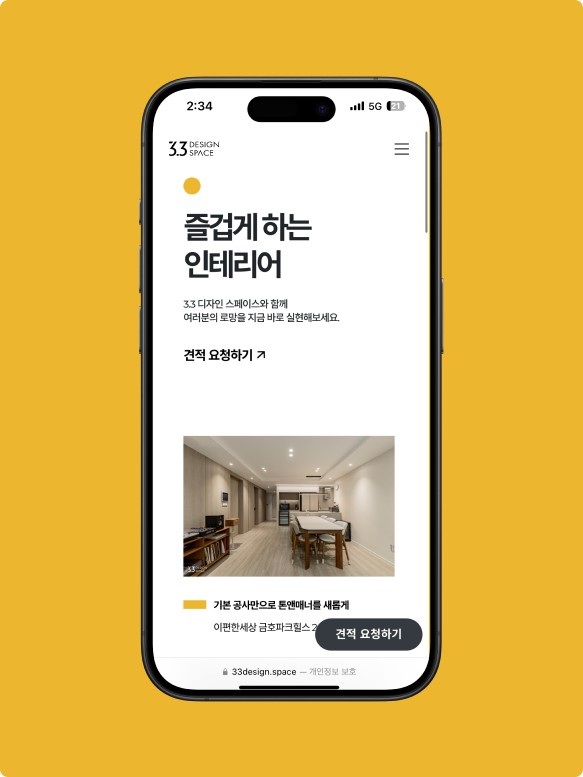 2:34
5G
21
3.3 DESIGN
SPACE
즐겁게 하는
인테리어
3.3 디자인 스페이스와 함께
여러분의 로망을 지금 바로 실현해보세요.
견적 요청하기
3.3 DESIGN
SPACE
기본 공사만으로 톤앤매너를 새롭게
이편한세상 금호파크힐스 2
견적 요청하기
33design.space — 개인정보 보호